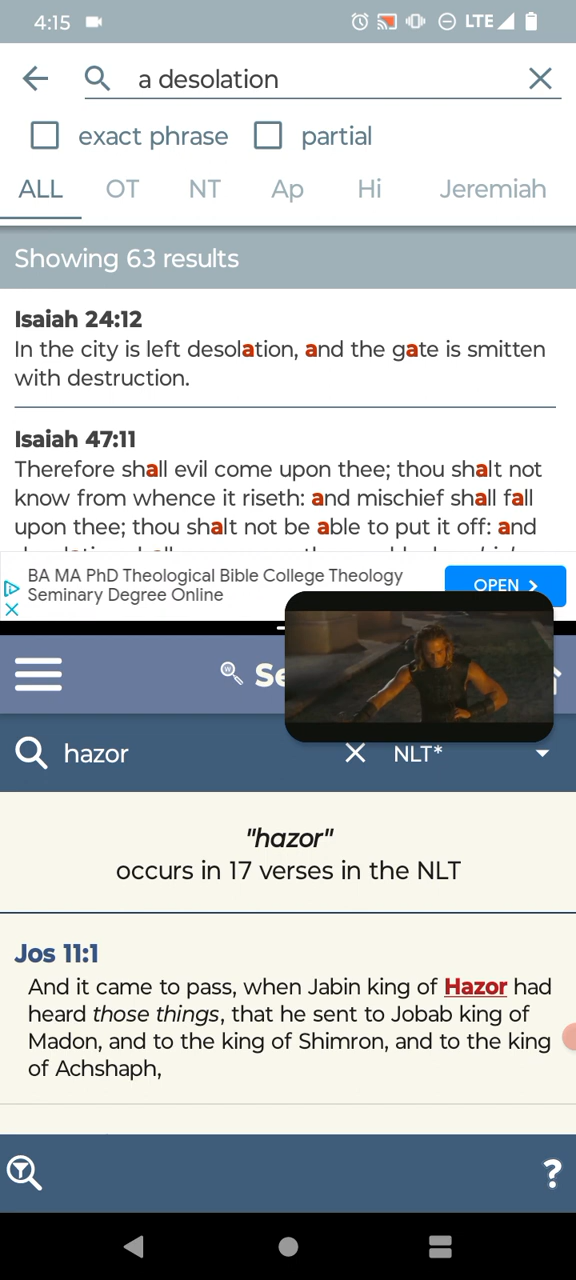 4:15
LTE
a desolation
exact phrase partial
ALL OT NT Ap Hi Jeremiah
Showing 63 results
Isaiah 24:12
In the city is left desolation, and the gate is smitten
with destruction.
Isaiah 47:11
Therefore shall evil come upon thee; thou shalt not
know from whence it riseth: and mischief shall fall
upon thee; thou shalt not be able to put it off: and
BA MA PhD Theological Bible College Theology
Seminary Degree Online
OPEN
Se
hazor NLT*
"hazor"
occurs in 17 verses in the NLT
Jos 11:1
And it came to pass, when Jabin king of Hazor had
heard those things, that he sent to Jobab king of
Madon, and to the king of Shimron, and to the king
of Achshaph,
?